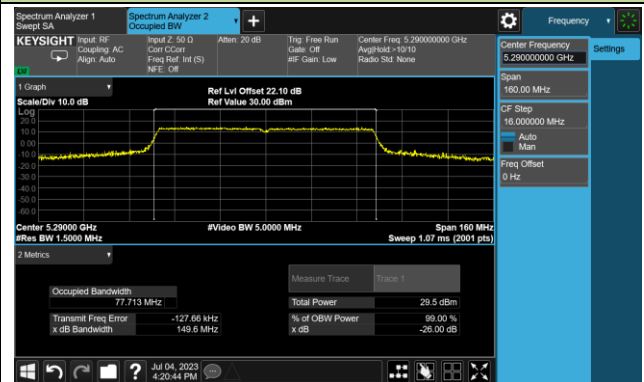 Spectrum Analyzer 1
Swept SA
Spectrum Analyzer 2
Occupied BW
+
Frequency
KEYSIGHT
Input: RF
Coupling: AC
Align: Auto
Input Z: 50 Ω
Corr CCorr
Freq Ref: Int (S)
NFE: Off
Atten: 20 dB
Trig: Free Run
Gate: Off
#IF Gain: Low
Center Freq: 5.290000000 GHz
Avg|Hold:>10/10
Radio Std: None
LXI
Center Frequency
5.290000000 GHz
Settings
Span
160.00 MHz
CF Step
16.000000 MHz
Auto
Man
Freq Offset
0 Hz
1 Graph
Scale/Div 10.0 dB
Ref Lvl Offset 22.10 dB
Ref Value 30.00 dBm
Log
20.0
10.0
0.00
-10.0
-20.0
-30.0
-40.0
-50.0
-60.0
Center 5.29000 GHz
#Res BW 1.5000 MHz
#Video BW 5.0000 MHz
Span 160 MHz
Sweep 1.07 ms (2001 pts)
2 Metrics
Measure Trace
Trace 1
Occupied Bandwidth
77.713 MHz
Total Power
29.5 dBm
Transmit Freq Error
-127.66 kHz
% of OBW Power
99.00 %
x dB Bandwidth
149.6 MHz
x dB
-26.00 dB
?
Jul 04, 2023
4:20:44 PM